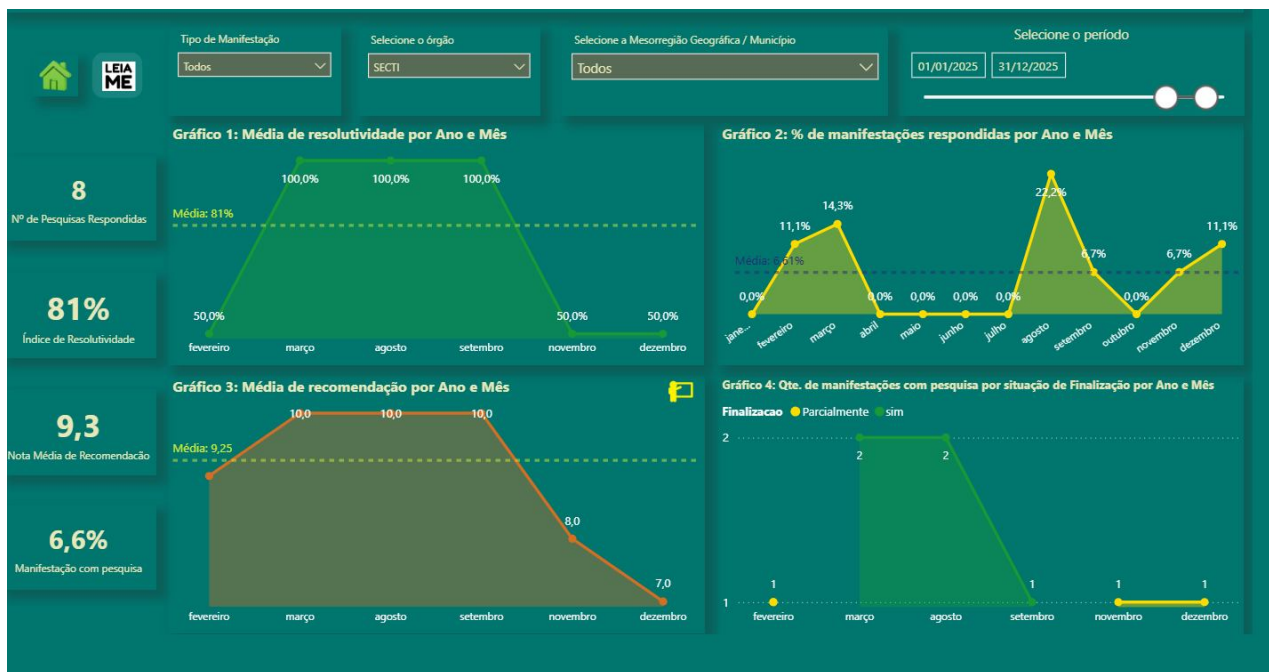 Tipo de Manifestação
Todos
Selecione o órgão
SECTI
Selecione a Mesorregião Geográfica / Município
Todos
Selecione o período
01/01/2025 31/12/2025
LEIA
ME
8
Nº de Pesquisas Respondidas
81%
Índice de Resolutividade
9,3
Nota Média de Recomendacão
6,6%
Manifestação com pesquisa
Gráfico 1: Média de resolutividade por Ano e Mês
100,0% 100,0% 100,0%
Média: 81%
50,0% 50,0% 50,0%
fevereiro março agosto setembro novembro dezembro
Gráfico 2: % de manifestações respondidas por Ano e Mês
22,2%
14,3%
11,1% 11,1%
6,7% 6,7%
Média: 6,61%
0,0% 0,0% 0,0% 0,0% 0,0% 0,0%
jane... fevereiro março abril maio junho julho agosto setembro outubro novembro dezembro
Gráfico 3: Média de recomendação por Ano e Mês
10,0 10,0 10,0
Média: 9,25
8,0
7,0
fevereiro março agosto setembro novembro dezembro
Gráfico 4: Qte. de manifestações com pesquisa por situação de Finalização por Ano e Mês
Finalizacao Parcialmente sim
2
2 2
1 1 1 1
1
fevereiro março agosto setembro novembro dezembro